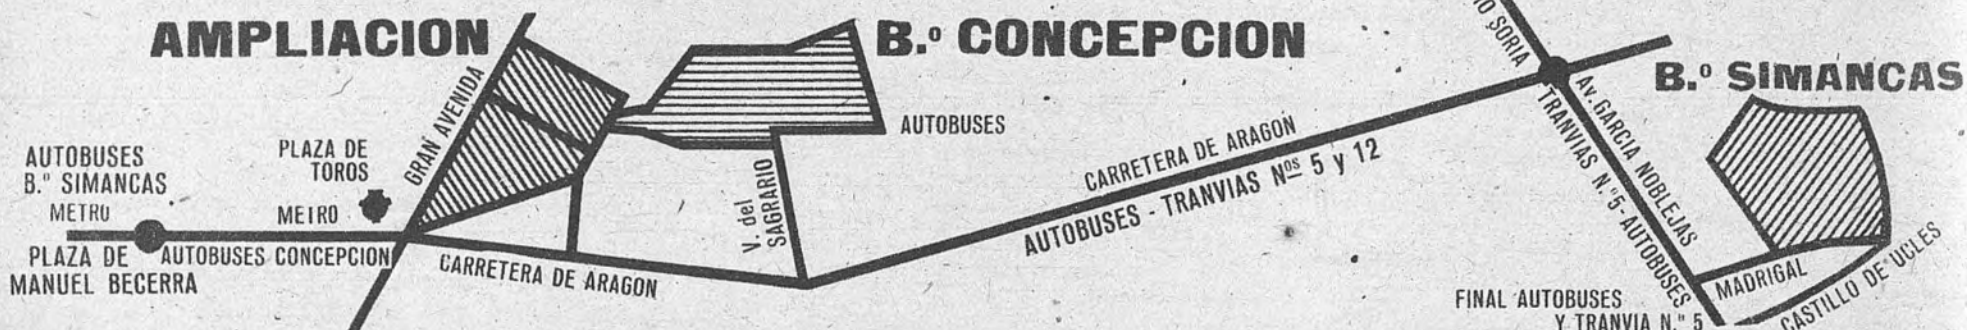 AMPLIACION
B.º CONCEPCION
B.º SIMANCAS
SORIA
GRAN AVENIDA
AV. GARCIA NOBLEJAS
TRANVIAS N.º 5 - AUTOBUSES
AUTOBUSES
AUTOBUSES
B.º SIMANCAS
METRO
PLAZA DE
TOROS
METRO
PLAZA DE
MANUEL BECERRA
AUTOBUSES CONCEPCION
CARRETERA DE ARAGON
V. del
SAGRARIO
CARRETERA DE ARAGON
AUTOBUSES - TRANVIAS Nos 5 y 12
MADRIGAL
CASTILLO DE UCLES
FINAL AUTOBUSES
Y TRANVIA N.º 5